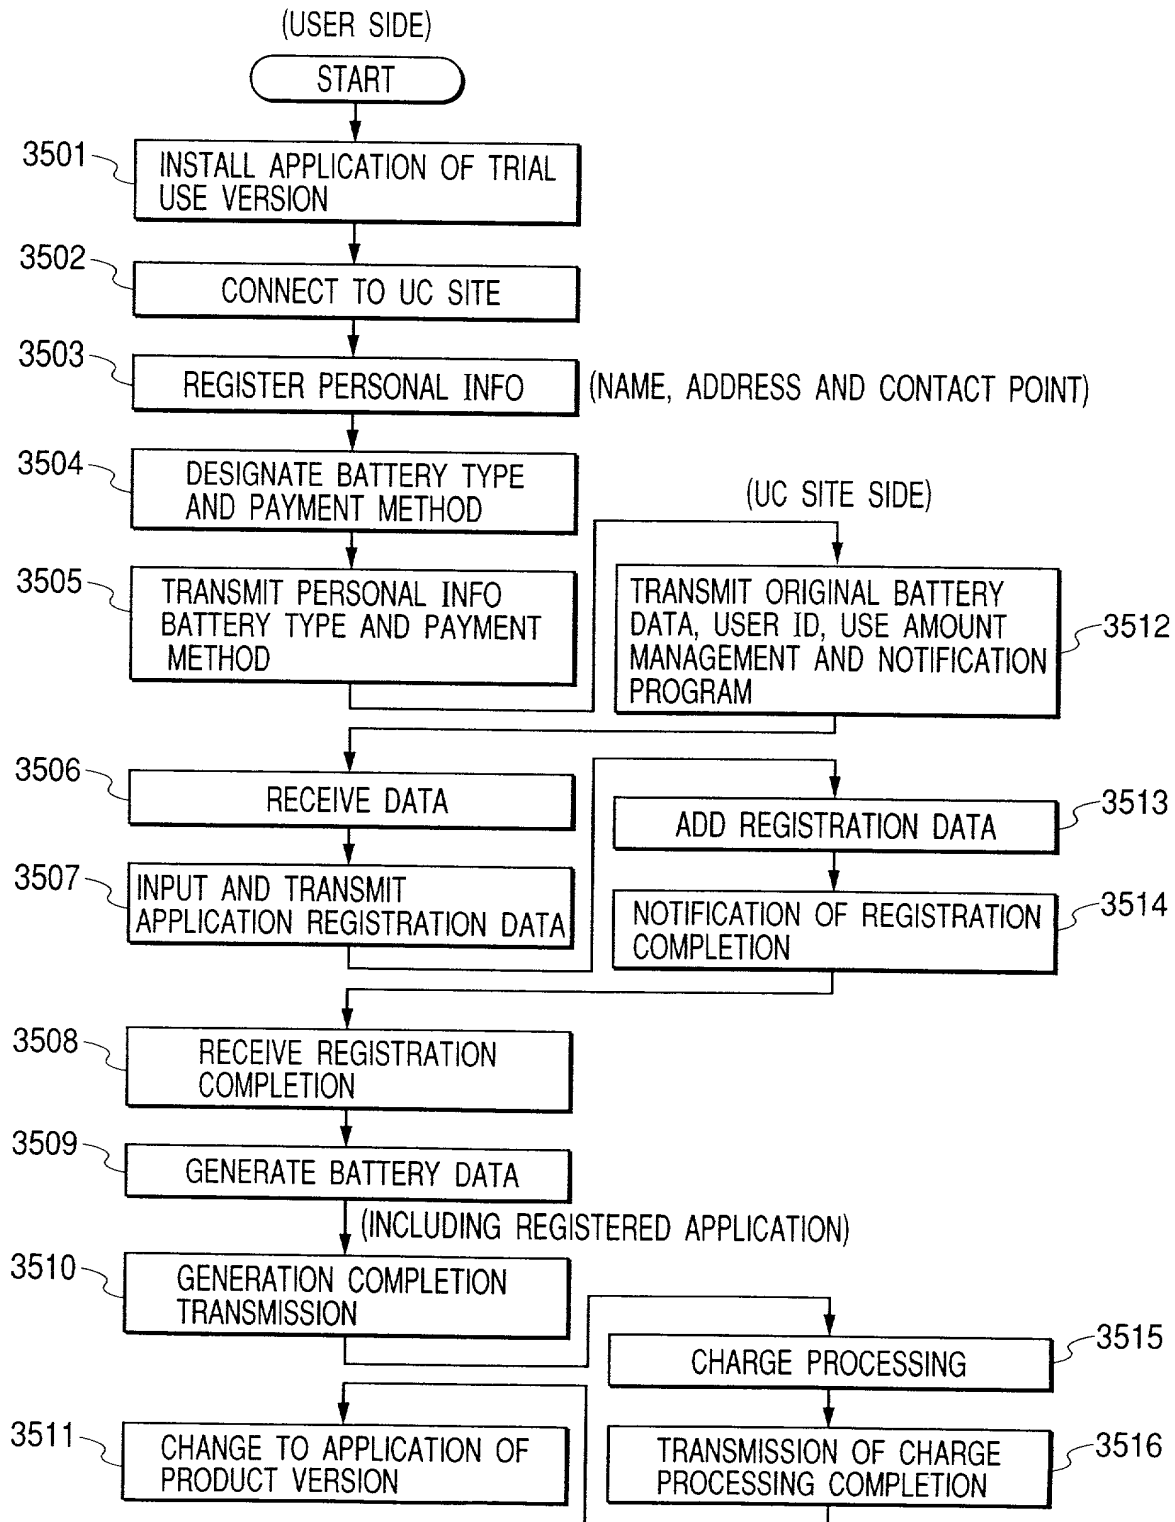 (USER SIDE)
START
3501
INSTALL APPLICATION OF TRIAL
USE VERSION
3502
CONNECT TO UC SITE
3503
REGISTER PERSONAL INFO
(NAME, ADDRESS AND CONTACT POINT)
3504
DESIGNATE BATTERY TYPE
AND PAYMENT METHOD
(UC SITE SIDE)
3505
TRANSMIT PERSONAL INFO
BATTERY TYPE AND PAYMENT
METHOD
TRANSMIT ORIGINAL BATTERY
DATA, USER ID, USE AMOUNT
MANAGEMENT AND NOTIFICATION
PROGRAM
3512
3506
RECEIVE DATA
3513
ADD REGISTRATION DATA
3507
INPUT AND TRANSMIT
APPLICATION REGISTRATION DATA
NOTIFICATION OF REGISTRATION
COMPLETION
3514
3508
RECEIVE REGISTRATION
COMPLETION
3509
GENERATE BATTERY DATA
(INCLUDING REGISTERED APPLICATION)
3510
GENERATION COMPLETION
TRANSMISSION
3515
CHARGE PROCESSING
3511
CHANGE TO APPLICATION OF
PRODUCT VERSION
TRANSMISSION OF CHARGE
PROCESSING COMPLETION
3516